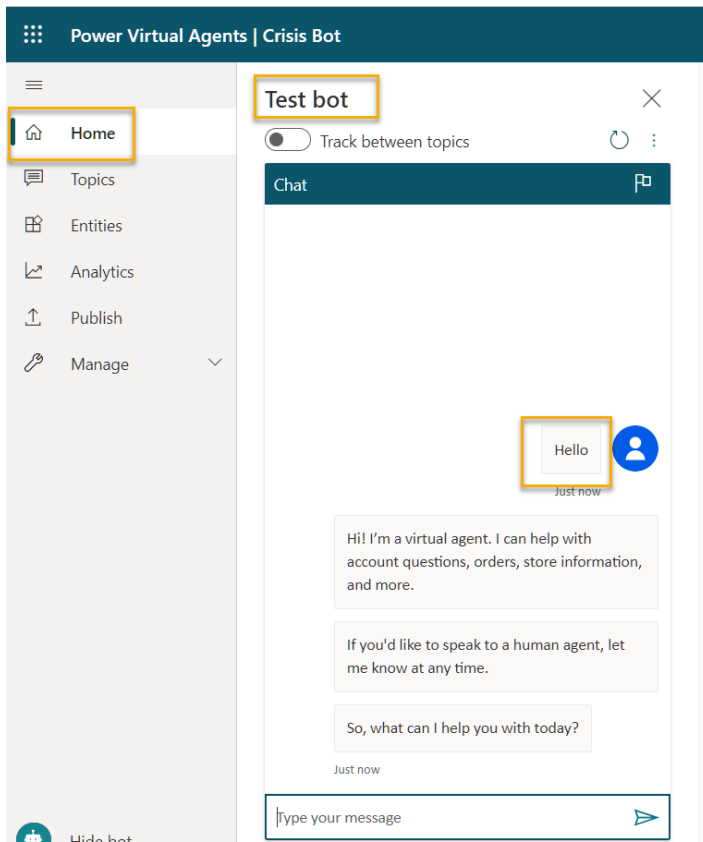 Power Virtual Agents | Crisis Bot
Home
Topics
Entities
Analytics
Publish
Manage
Hide bot
Test bot
Track between topics
Chat
Hello
Just now
Hi! I'm a virtual agent. I can help with
account questions, orders, store information,
and more.
If you'd like to speak to a human agent, let
me know at any time.
So, what can I help you with today?
Just now
Type your message